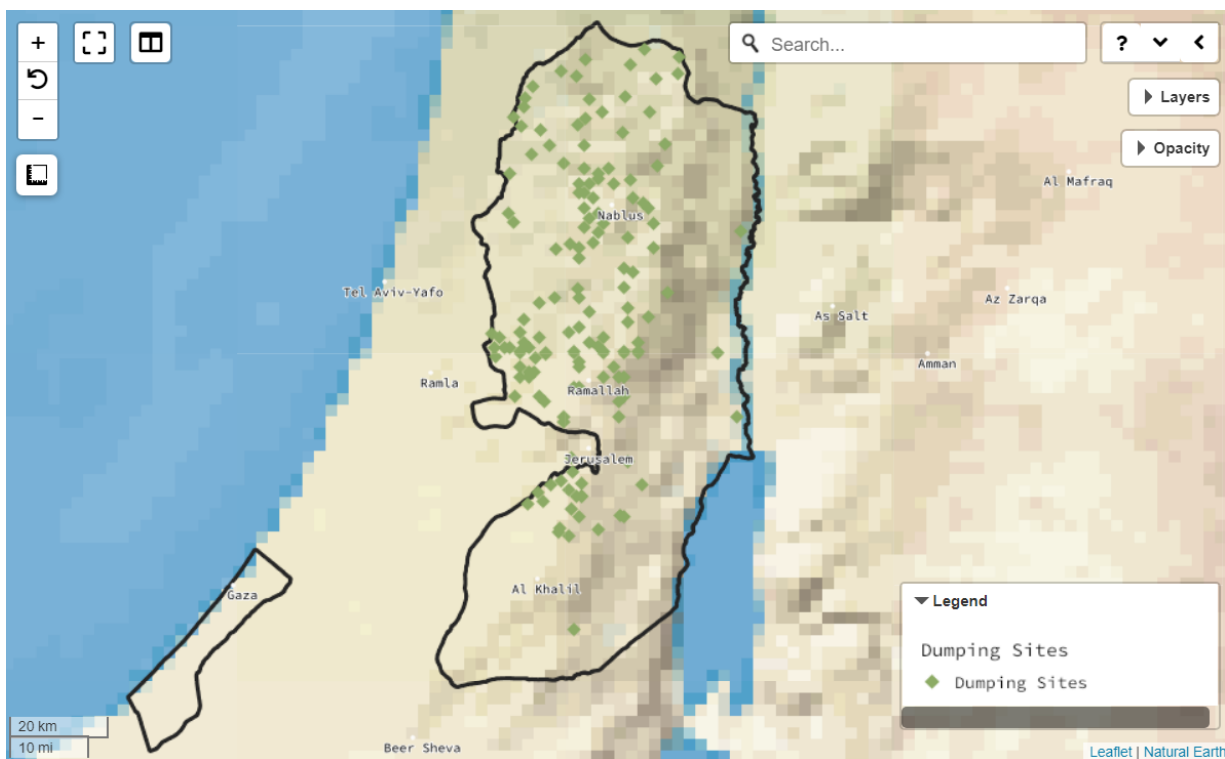 +
Search...
?
−
Layers
Opacity
Al Mafraq
Nablus
Tel Aviv-Yafo
Az Zarqa
As Salt
Amman
Ramla
Ramallah
Jerusalem
Al Khalil
Gaza
Legend
Dumping Sites
Dumping Sites
20 km
10 mi
Beer Sheva
Leaflet | Natural Earth